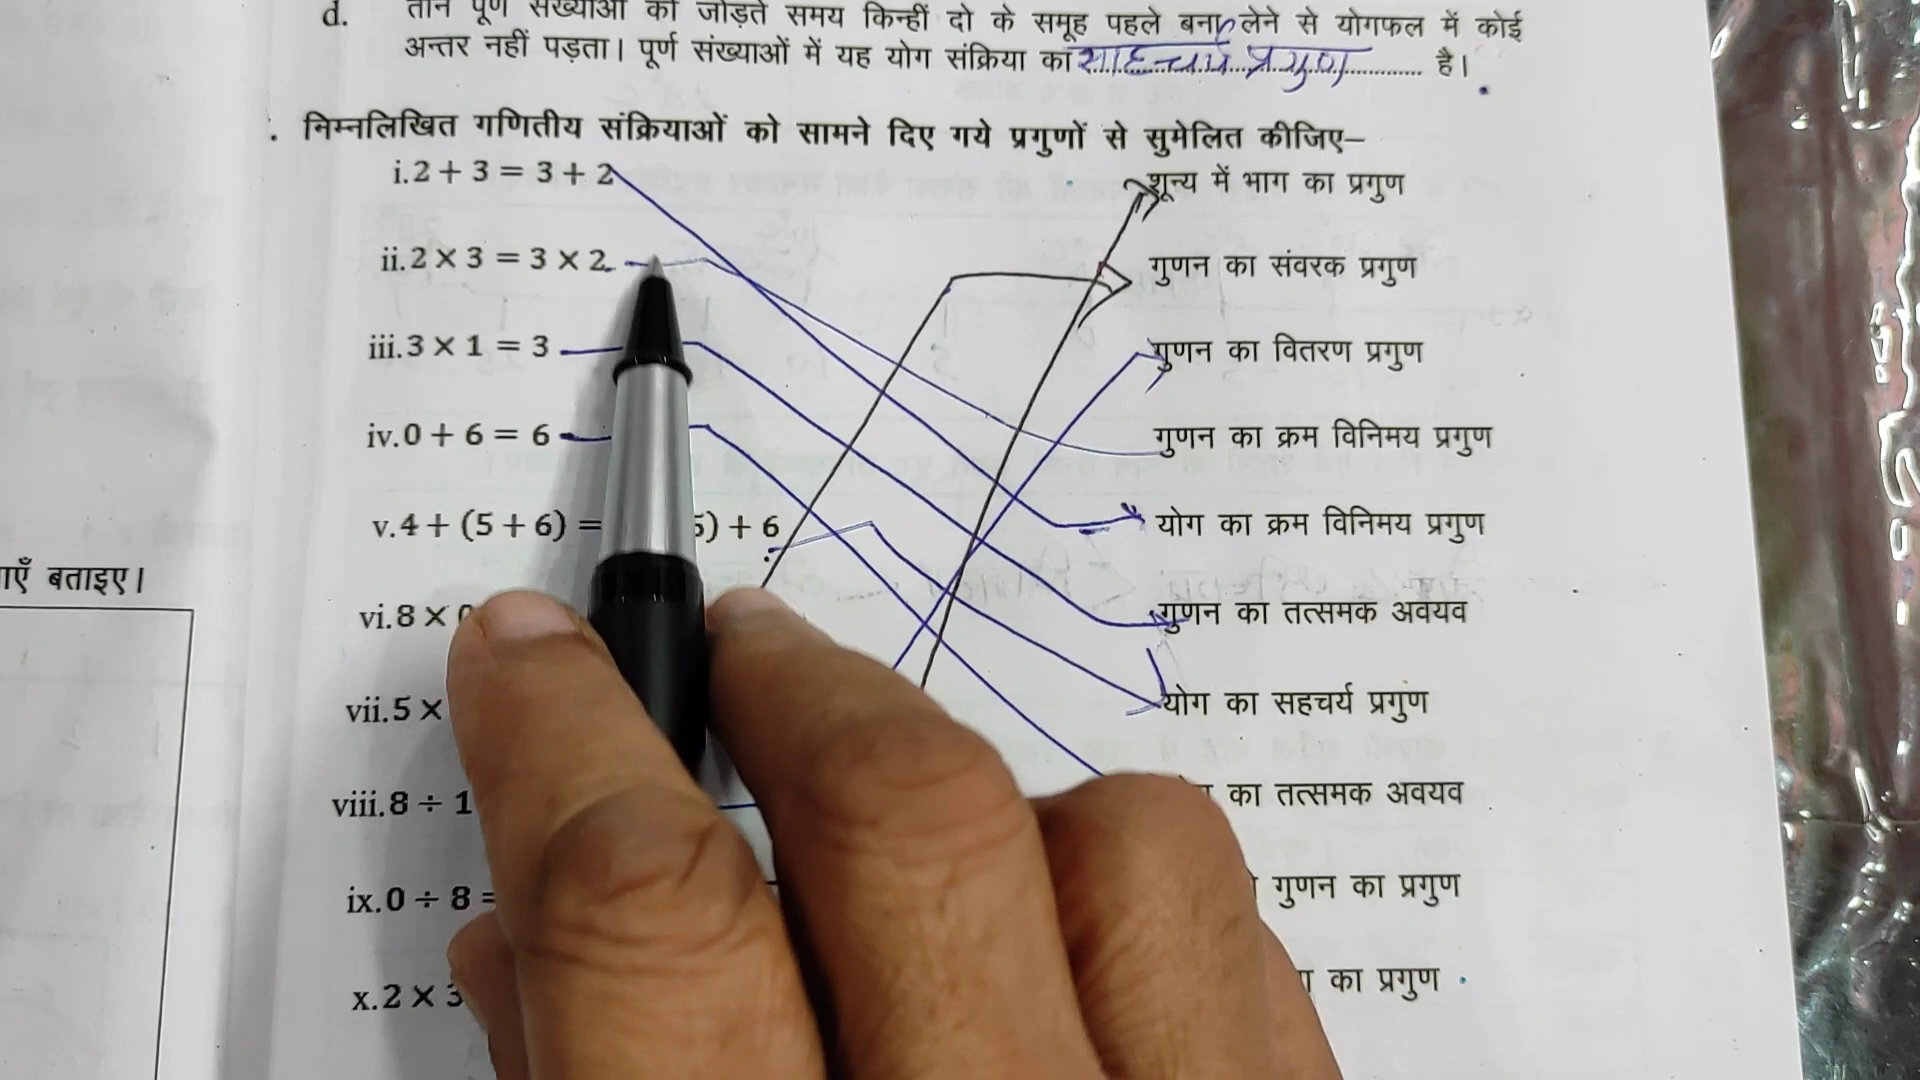 d. तीन पूर्ण संख्याओं को जोड़ते समय किन्हीं दो के समूह पहले बना लेने से योगफल में कोई
अन्तर नहीं पड़ता। पूर्ण संख्याओं में यह योग संक्रिया का साहचर्य प्रगुण है।
. निम्नलिखित गणितीय संक्रियाओं को सामने दिए गये प्रगुणों से सुमेलित कीजिए–
i. 2 + 3 = 3 + 2 शून्य में भाग का प्रगुण
ii. 2 × 3 = 3 × 2 गुणन का संवरक प्रगुण
iii. 3 × 1 = 3 गुणन का वितरण प्रगुण
iv. 0 + 6 = 6 गुणन का क्रम विनिमय प्रगुण
v. 4 + (5 + 6) = 5) + 6 योग का क्रम विनिमय प्रगुण
ाएँ बताइए।
vi. 8 × 0 गुणन का तत्समक अवयव
vii. 5 × योग का सहचर्य प्रगुण
viii. 8 ÷ 1 का तत्समक अवयव
ix. 0 ÷ 8 = गुणन का प्रगुण
x. 2 × 3 का प्रगुण